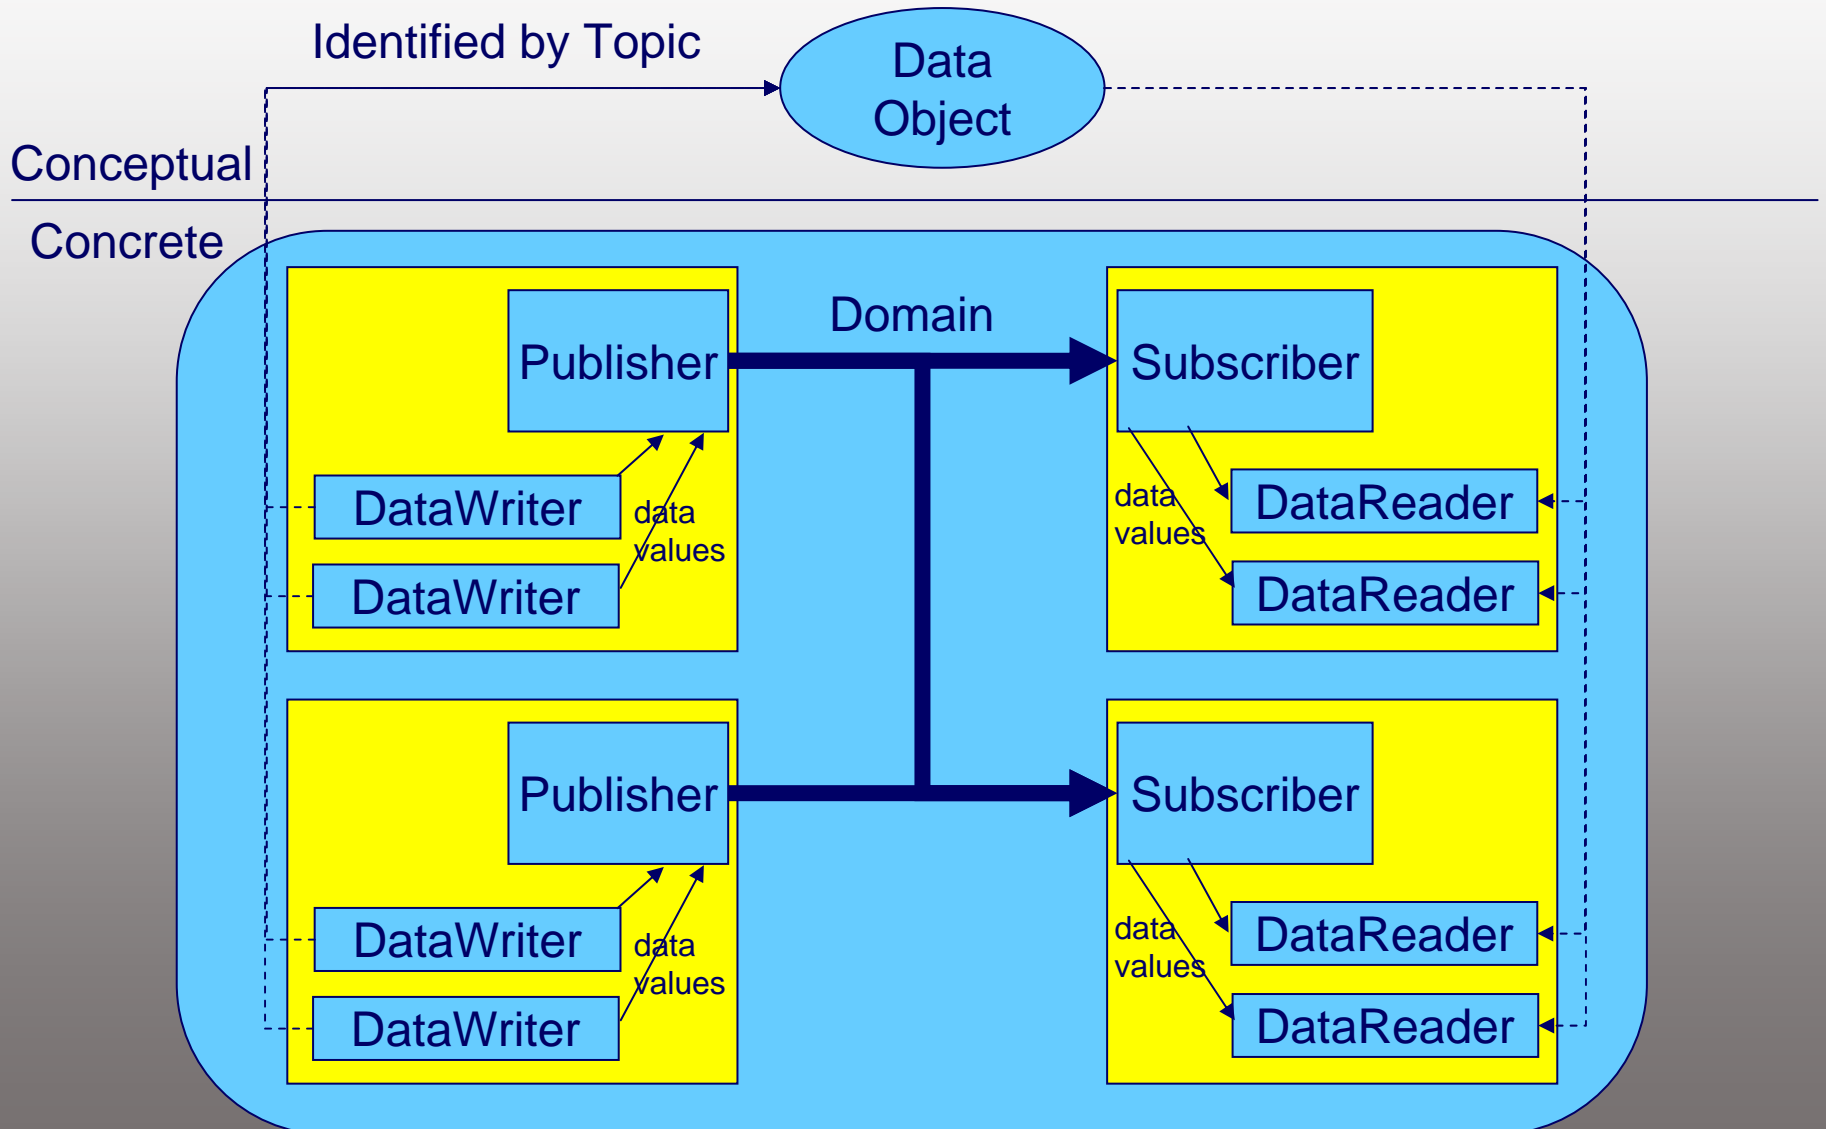 Identified by Topic
Data
Object
Conceptual
Concrete
Domain
Publisher
Subscriber
DataWriter
data
values
DataWriter
data
values
DataReader
DataReader
Publisher
Subscriber
DataWriter
data
values
DataWriter
data
values
DataReader
DataReader